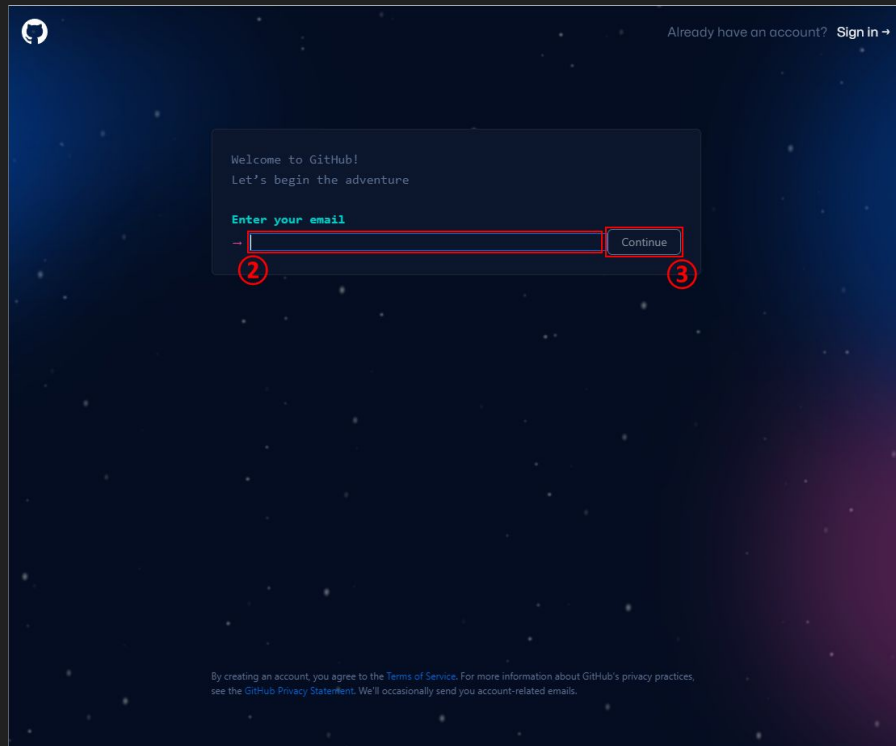 Already have an account? Sign in →
Welcome to GitHub!
Let's begin the adventure
Enter your email
→ Continue
② ③
By creating an account, you agree to the Terms of Service. For more information about GitHub's privacy practices,
see the GitHub Privacy Statement. We'll occasionally send you account-related emails.